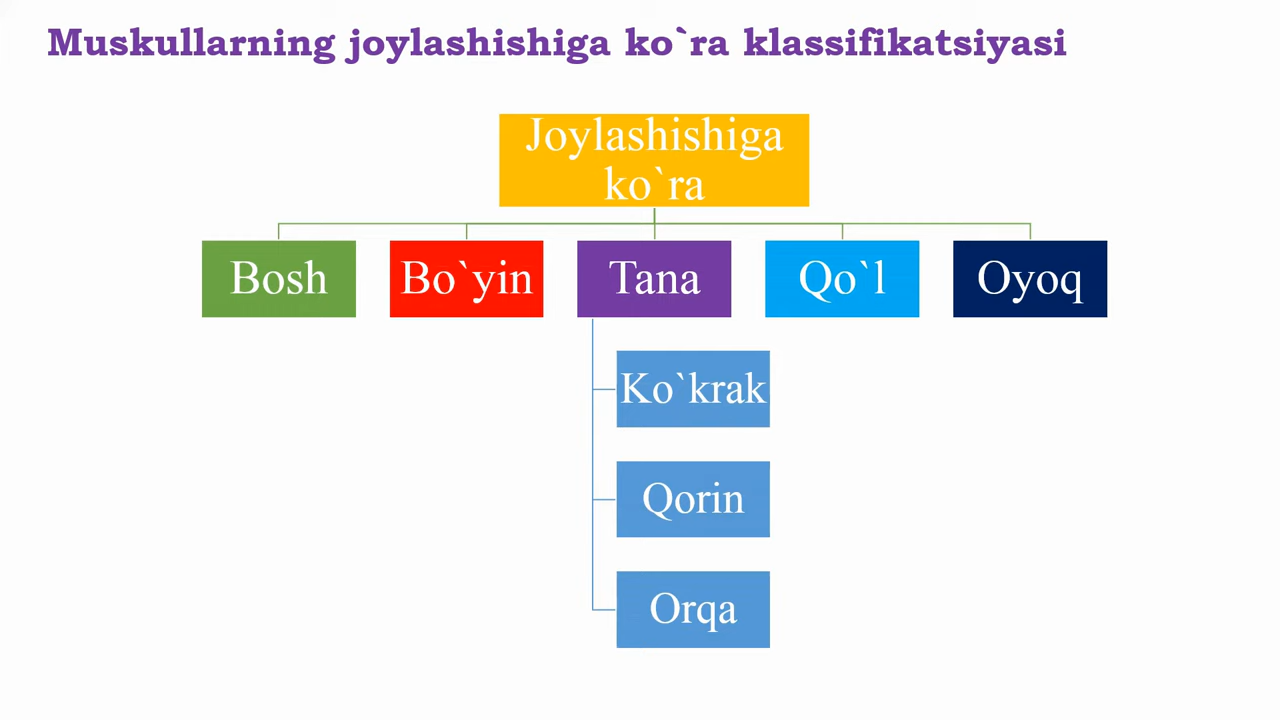 Muskullarning joylashishiga ko`ra klassifikatsiyasi
Joylashishiga
ko`ra
Bosh
Bo`yin
Tana
Qo`l
Oyoq
Ko`krak
Qorin
Orqa